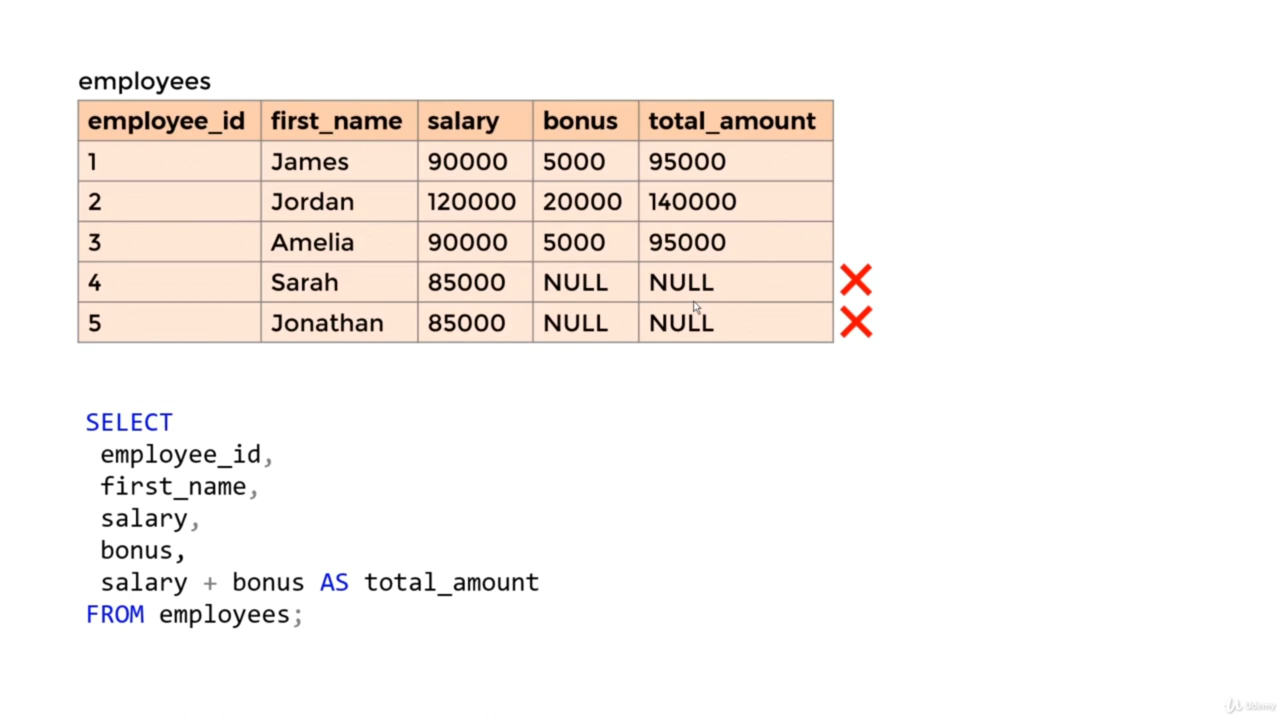 employees
employee_id first_name salary bonus total_amount
1 James 90000 5000 95000
2 Jordan 120000 20000 140000
3 Amelia 90000 5000 95000
4 Sarah 85000 NULL NULL
5 Jonathan 85000 NULL NULL
SELECT
employee_id,
first_name,
salary,
bonus,
salary + bonus AS total_amount
FROM employees;
Udemy